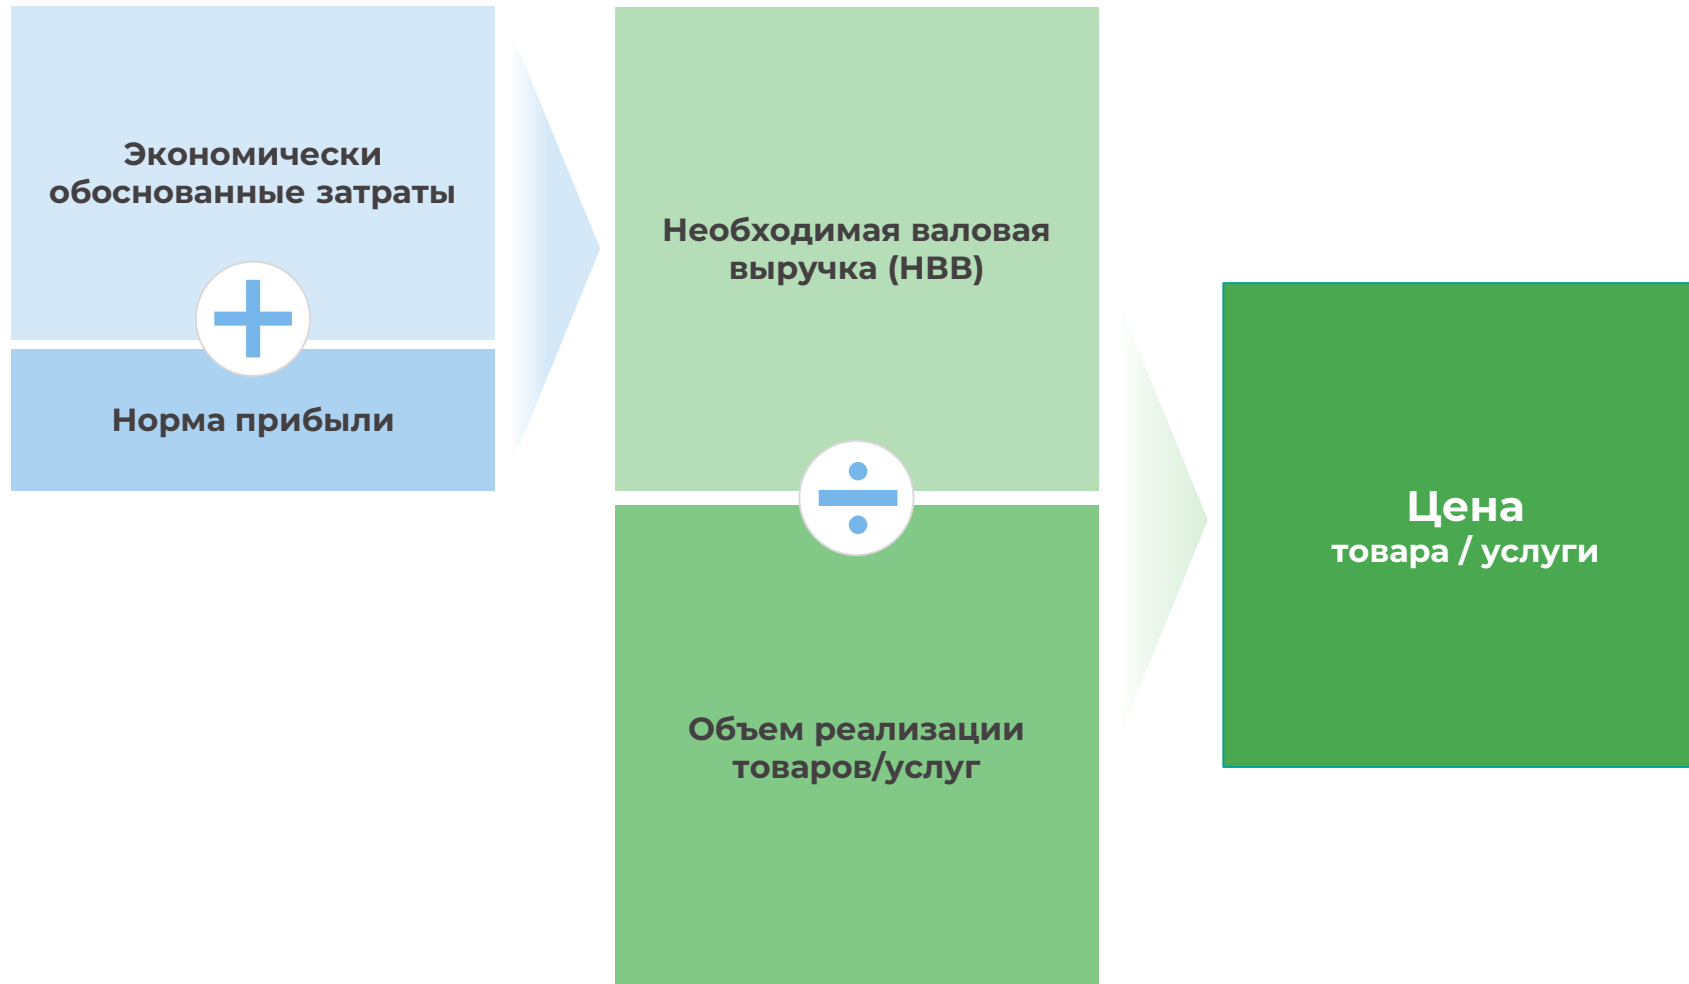 Экономически
обоснованные затраты
Норма прибыли
Необходимая валовая
выручка (НВВ)
Объем реализации
товаров/услуг
Цена
товара / услуги